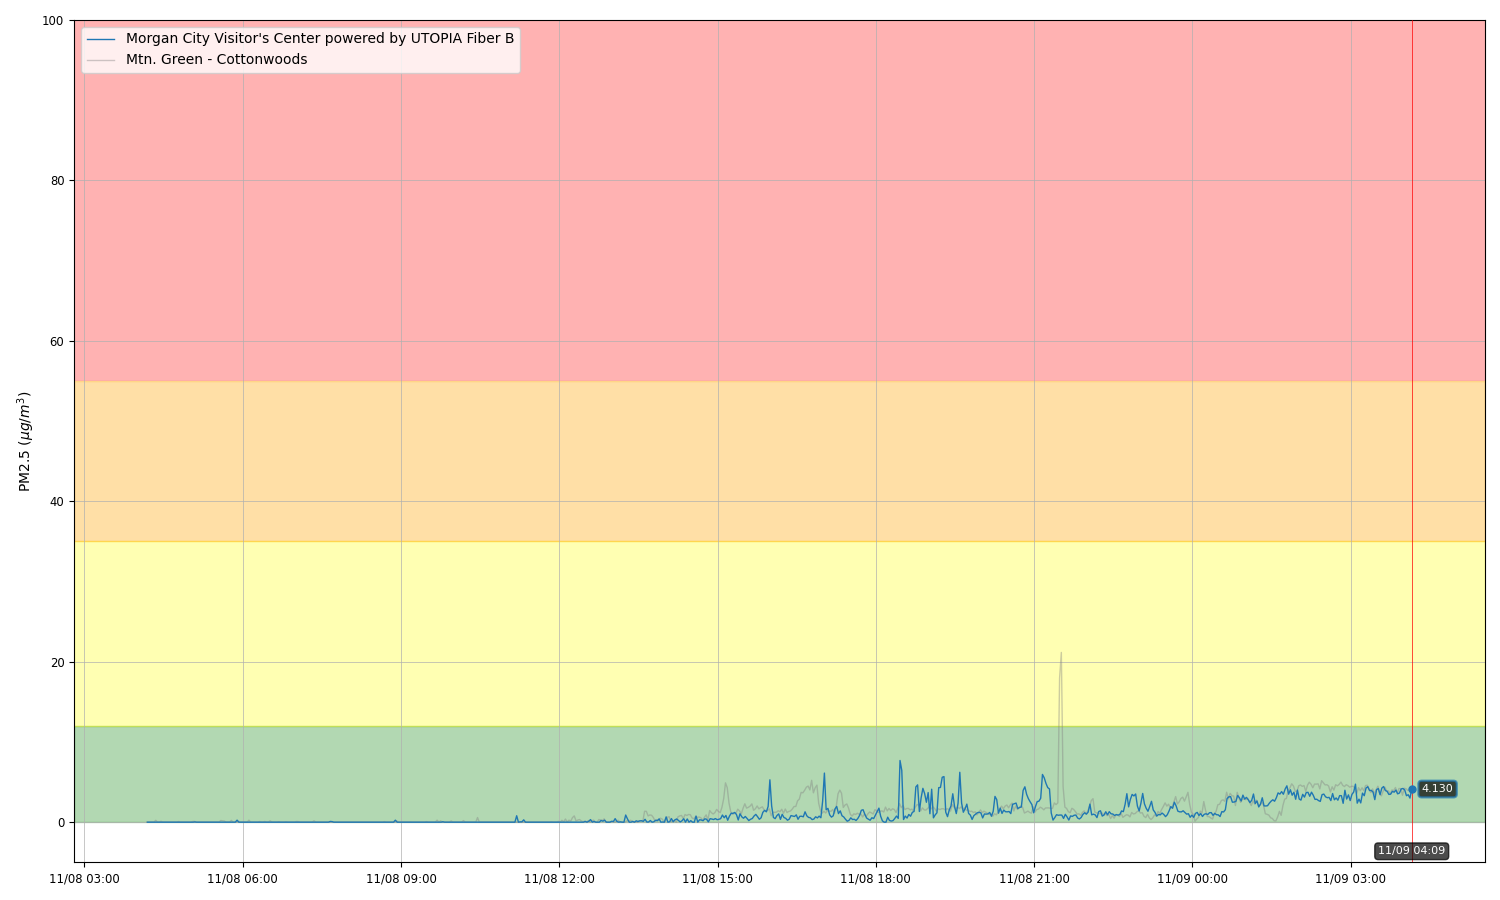 100
80
60
40
20
0
PM2.5 (μg/m³)
Morgan City Visitor's Center powered by UTOPIA Fiber B
Mtn. Green - Cottonwoods
4.130
11/09 04:09
11/08 03:00 11/08 06:00 11/08 09:00 11/08 12:00 11/08 15:00 11/08 18:00 11/08 21:00 11/09 00:00 11/09 03:00